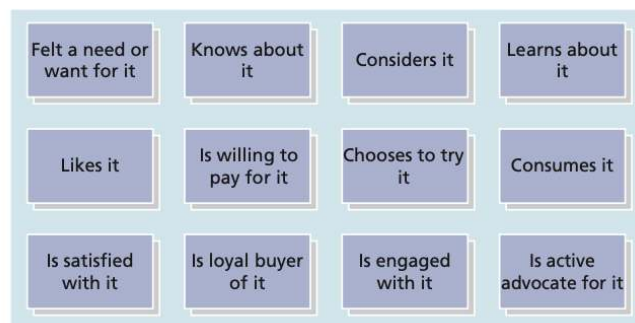 Felt a need or
want for it
Knows about
it
Considers it
Learns about
it
Likes it
Is willing to
pay for it
Chooses to try
it
Consumes it
Is satisfied
with it
Is loyal buyer
of it
Is engaged
with it
Is active
advocate for it